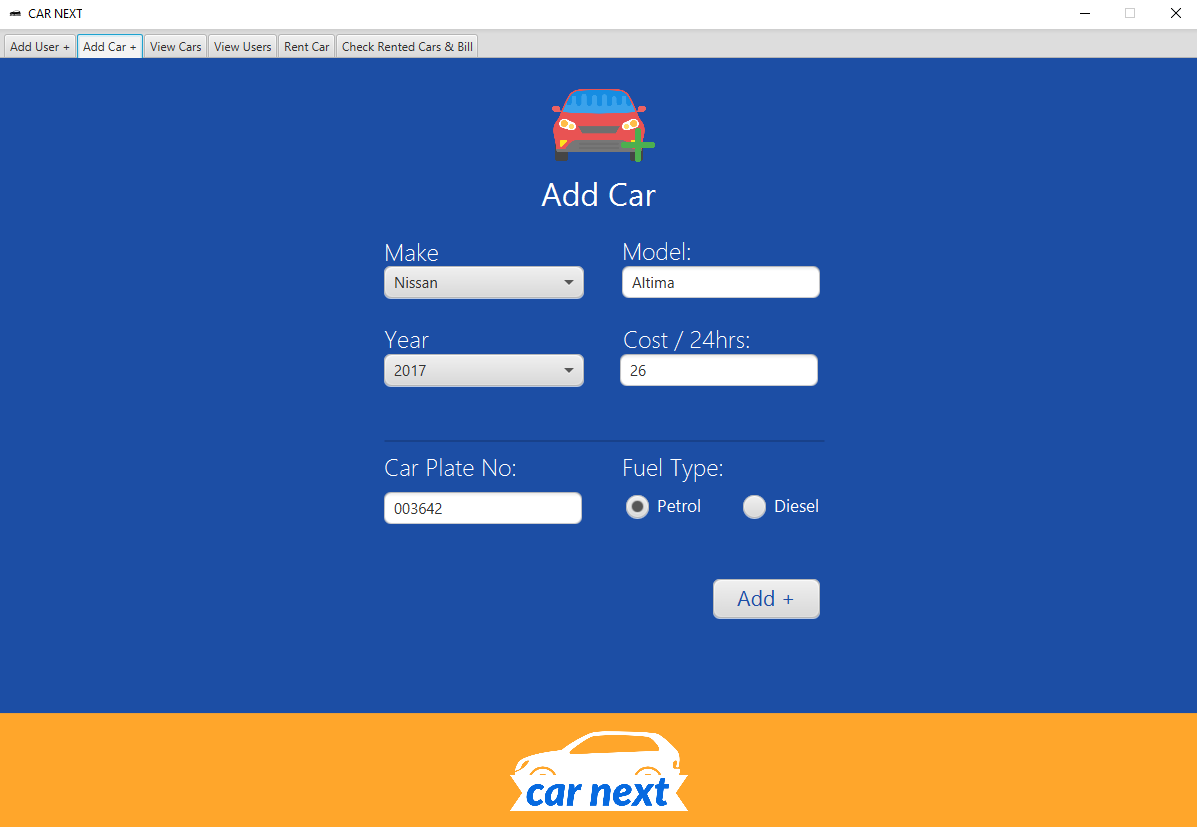 CAR NEXT
Add User + Add Car + View Cars View Users Rent Car Check Rented Cars & Bill
Add Car
Make Model:
Nissan Altima
Year Cost / 24hrs:
2017 26
Car Plate No: Fuel Type:
003642 Petrol Diesel
Add +
car next